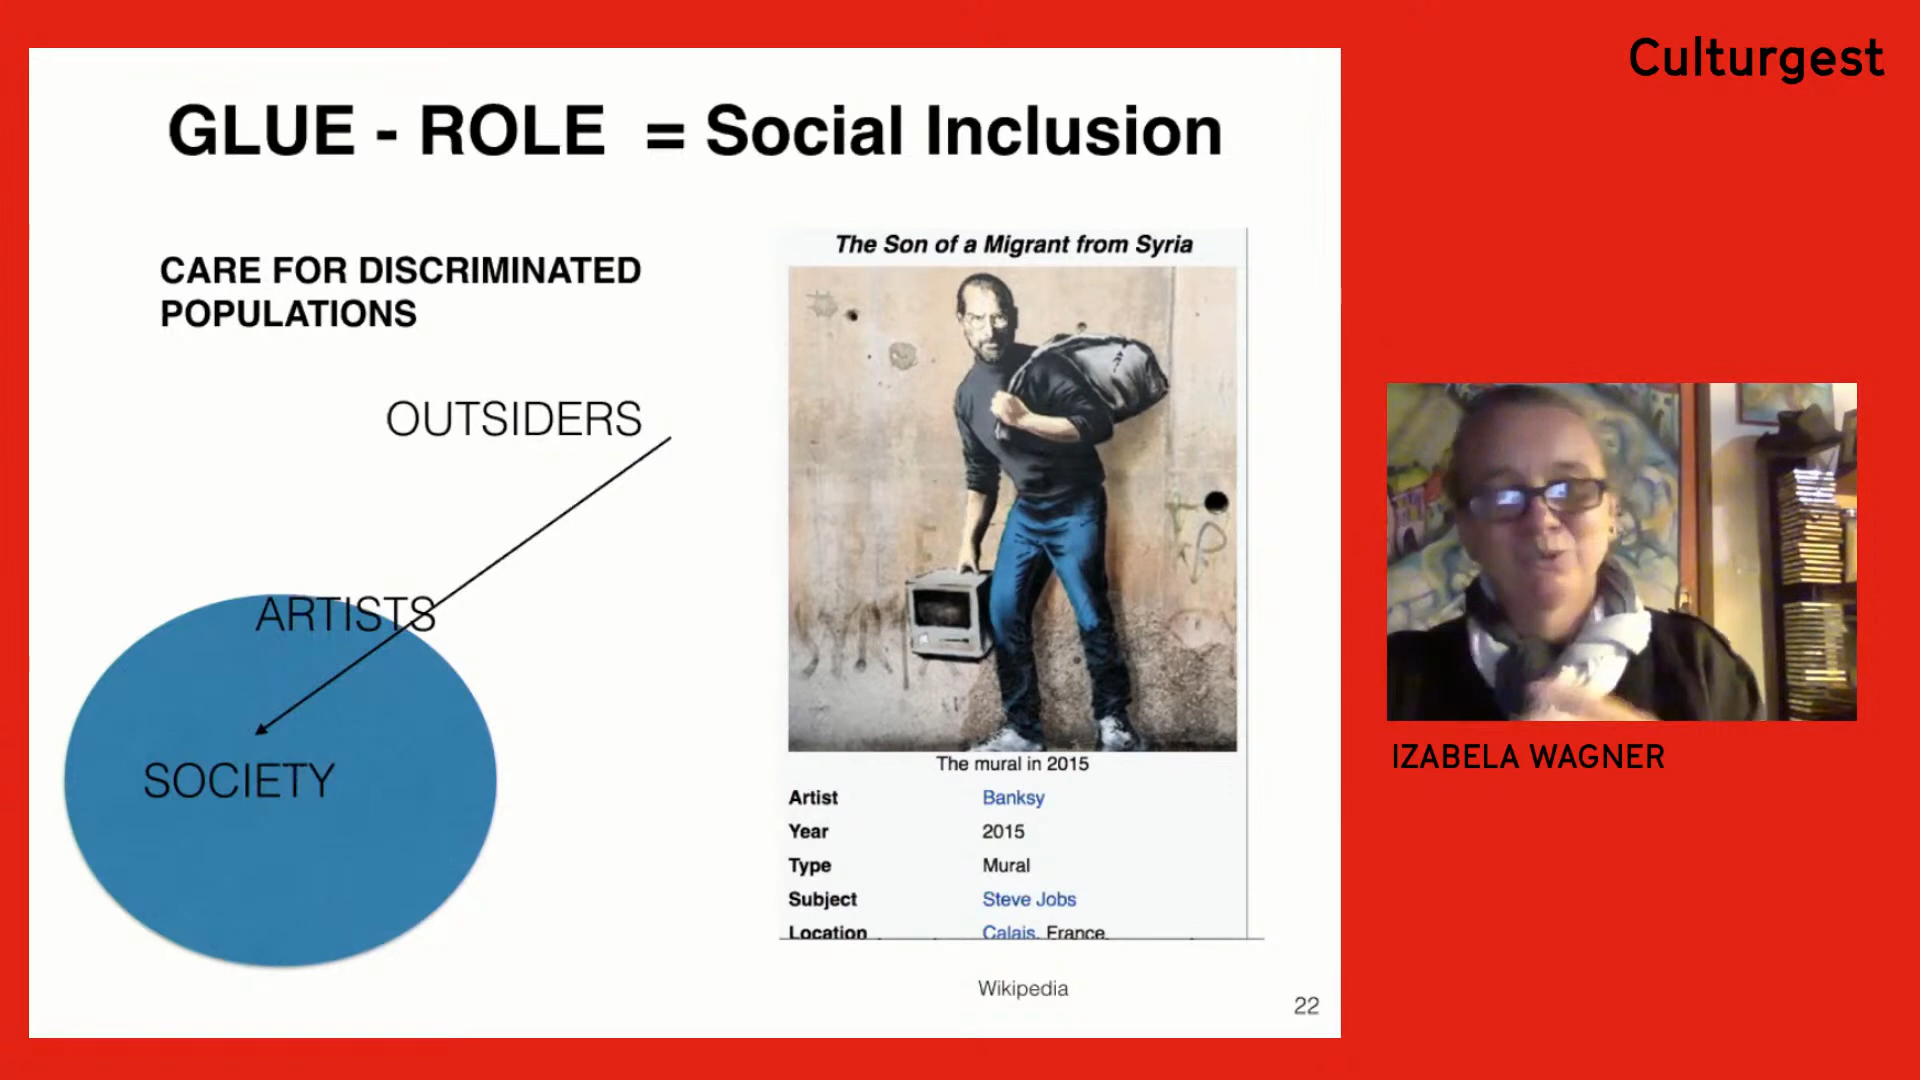 Culturgest
GLUE - ROLE = Social Inclusion
CARE FOR DISCRIMINATED
POPULATIONS
OUTSIDERS
ARTISTS
SOCIETY
The Son of a Migrant from Syria
The mural in 2015
Artist Banksy
Year 2015
Type Mural
Subject Steve Jobs
Location Calais, France
Wikipedia
22
IZABELA WAGNER